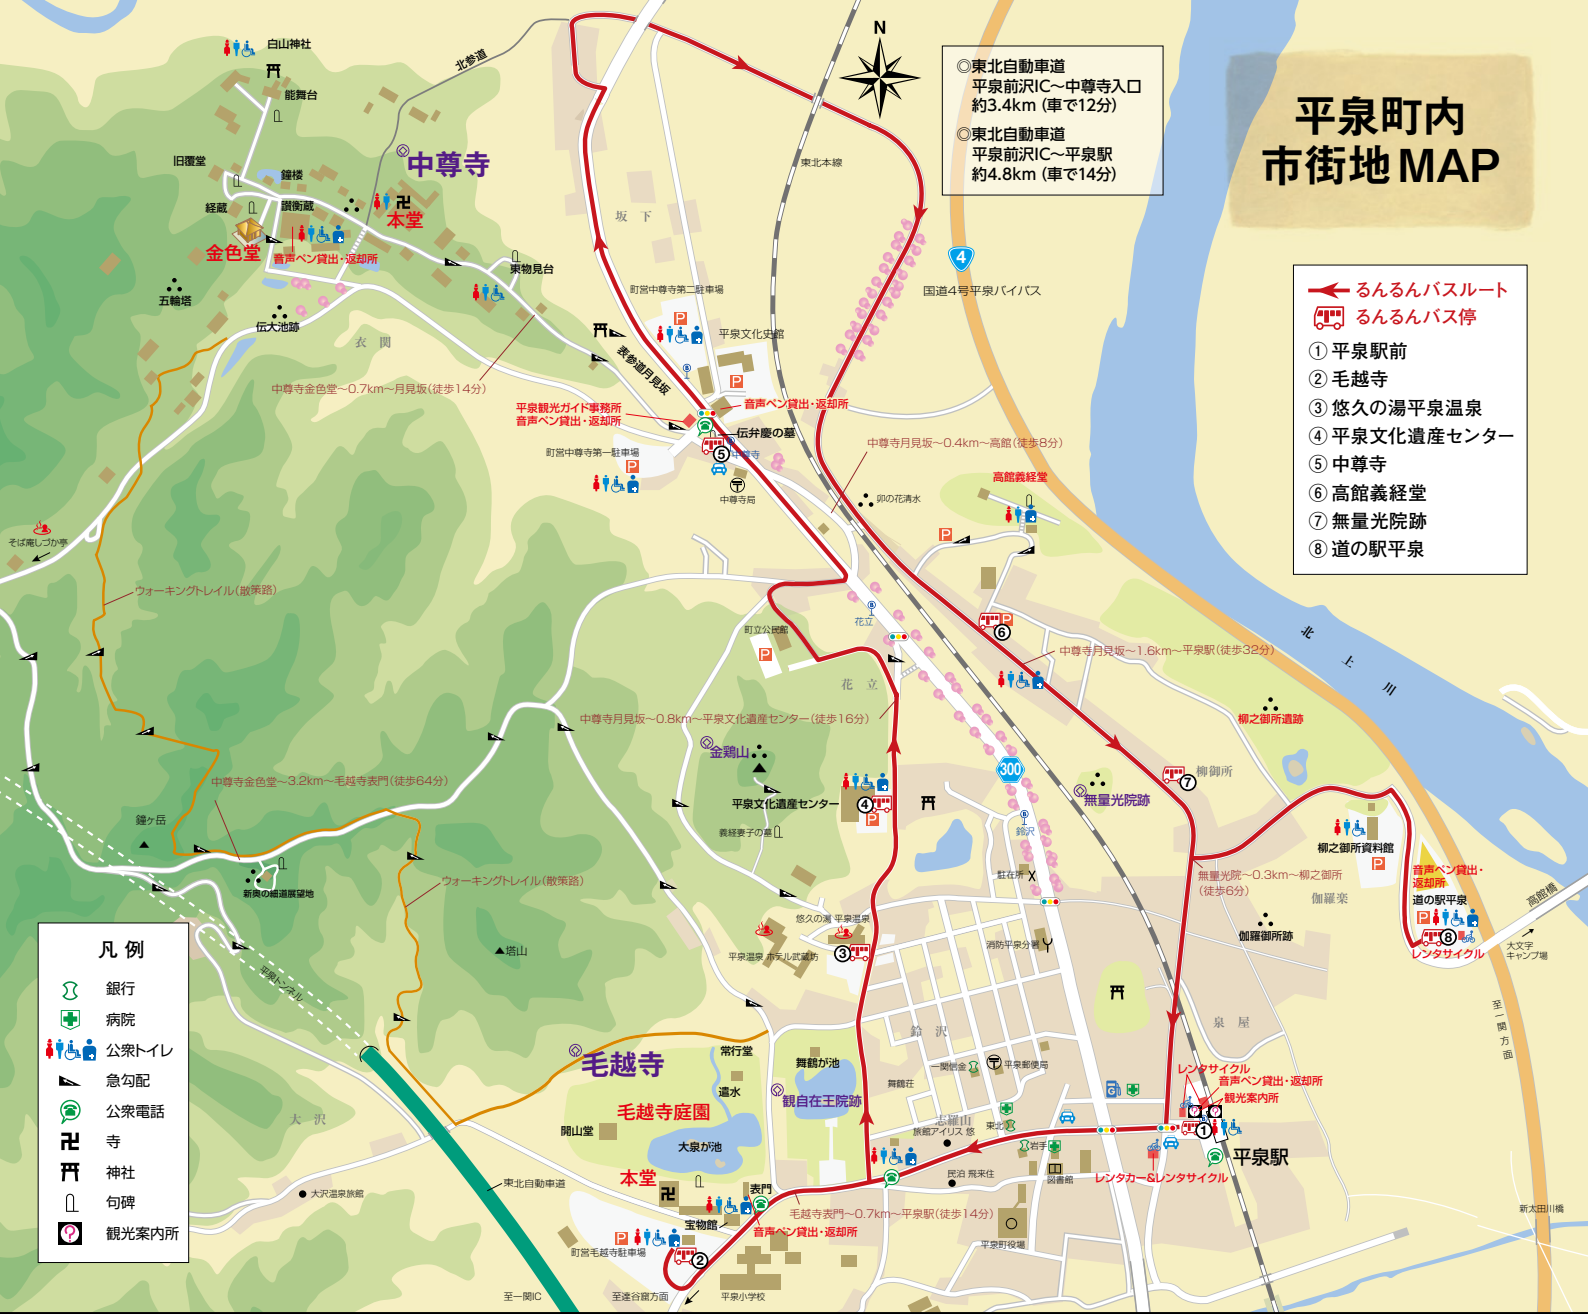 平泉町内
市街地MAP
◎東北自動車道
平泉前沢IC〜中尊寺入口
約3.4km（車で12分）
◎東北自動車道
平泉前沢IC〜平泉駅
約4.8km（車で14分）
N
るんるんバスルート
るんるんバス停
①平泉駅前
②毛越寺
③悠久の湯平泉温泉
④平泉文化遺産センター
⑤中尊寺
⑥高館義経堂
⑦無量光院跡
⑧道の駅平泉
白山神社
北参道
能舞台
中尊寺
旧覆堂
鐘楼
経蔵
讃衡蔵
本堂
金色堂
音声ペン貸出・返却所
東物見台
五輪塔
伝大池跡
衣関
坂下
東北本線
4
国道4号平泉バイパス
町営中尊寺第二駐車場
P
平泉文化史館
P
表参道月見坂
中尊寺金色堂〜0.7km〜月見坂（徒歩14分）
平泉観光ガイド事務所
音声ペン貸出・返却所
音声ペン貸出・返却所
伝弁慶の墓
⑤
中尊寺
町営中尊寺第一駐車場
P
中尊寺局
中尊寺月見坂〜0.4km〜高館（徒歩8分）
卯の花清水
高館義経堂
P
そば庵しづか亭
ウォーキングトレイル（散策路）
町立公民館
P
花立
花立
⑥
P
中尊寺月見坂〜1.6km〜平泉駅（徒歩32分）
北上川
柳之御所遺跡
中尊寺月見坂〜0.8km〜平泉文化遺産センター（徒歩16分）
金鶏山
300
柳御所
⑦
無量光院跡
中尊寺金色堂〜3.2km〜毛越寺表門（徒歩64分）
平泉文化遺産センター
④
P
義経妻子の墓
鈴沢
鐘ヶ岳
駐在所
柳之御所資料館
P
無量光院〜0.3km〜柳之御所
（徒歩6分）
伽羅楽
音声ペン貸出・
返却所
道の駅平泉
P
⑧
レンタサイクル
高館橋
大文字
キャンプ場
新奥の細道展望地
ウォーキングトレイル（散策路）
悠久の湯 平泉温泉
平泉温泉 ホテル武蔵坊
③
消防平泉分署
伽羅御所跡
塔山
平泉トンネル
至一関方面
泉屋
鈴沢
凡例
銀行
病院
公衆トイレ
急勾配
公衆電話
寺
神社
句碑
観光案内所
毛越寺
常行堂
舞鶴が池
遣水
観自在王院跡
毛越寺庭園
開山堂
大泉が池
本堂
表門
宝物館
音声ペン貸出・返却所
町営毛越寺駐車場
P
②
舞鶴荘
一関信金
平泉郵便局
志羅山
旅館アイリス 悠
東北
岩手
図書館
民泊 飛来住
レンタサイクル
音声ペン貸出・返却所
観光案内所
①
平泉駅
レンタカー&レンタサイクル
毛越寺表門〜0.7km〜平泉駅（徒歩14分）
平泉町役場
大沢
大沢温泉旅館
東北自動車道
至一関IC
至達谷窟方面
平泉小学校
新太田川橋